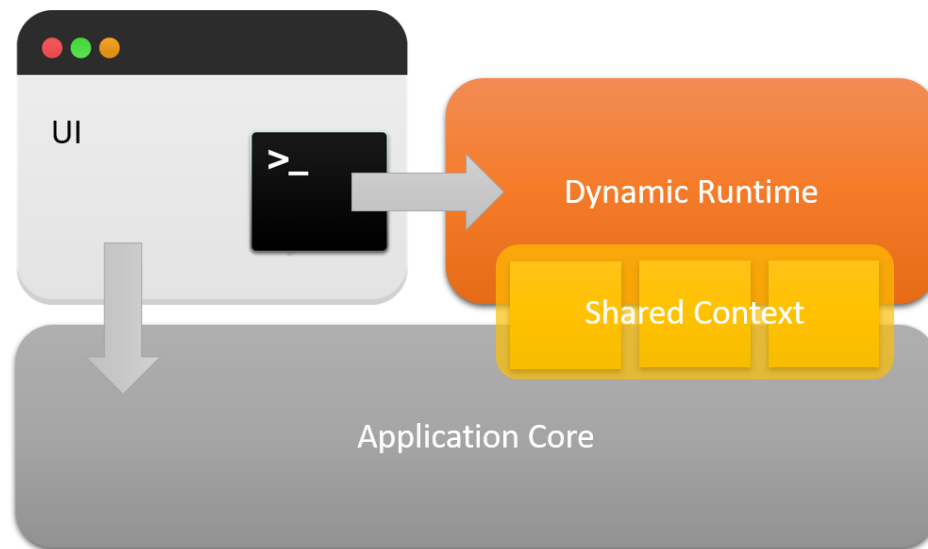 UI
>_
Dynamic Runtime
Shared Context
Application Core